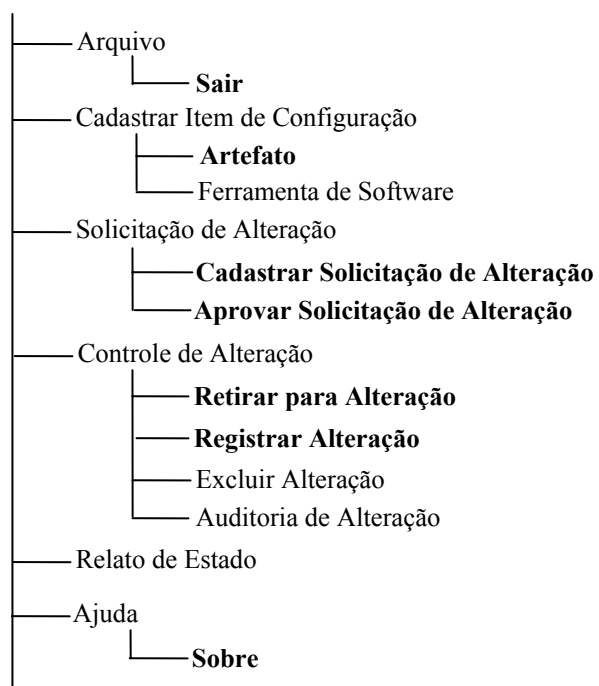 Arquivo
Sair
Cadastrar Item de Configuração
Artefato
Ferramenta de Software
Solicitação de Alteração
Cadastrar Solicitação de Alteração
Aprovar Solicitação de Alteração
Controle de Alteração
Retirar para Alteração
Registrar Alteração
Excluir Alteração
Auditoria de Alteração
Relato de Estado
Ajuda
Sobre